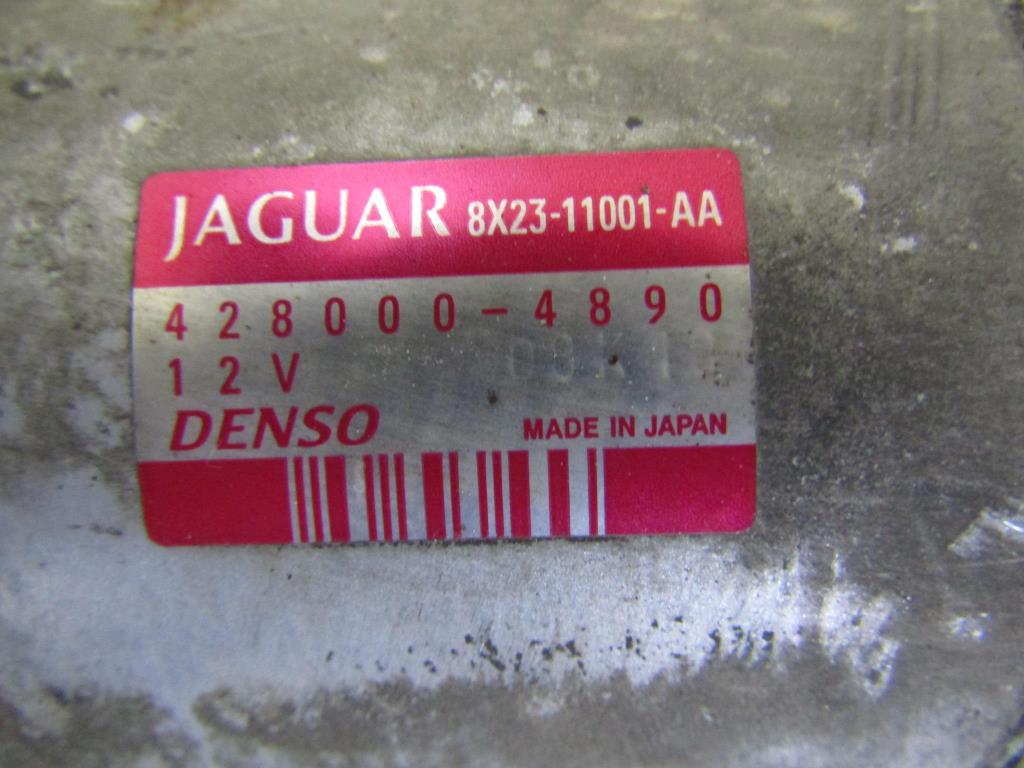 JAGUAR 8X23-11001-AA
428000-4890
12V
DENSO MADE IN JAPAN